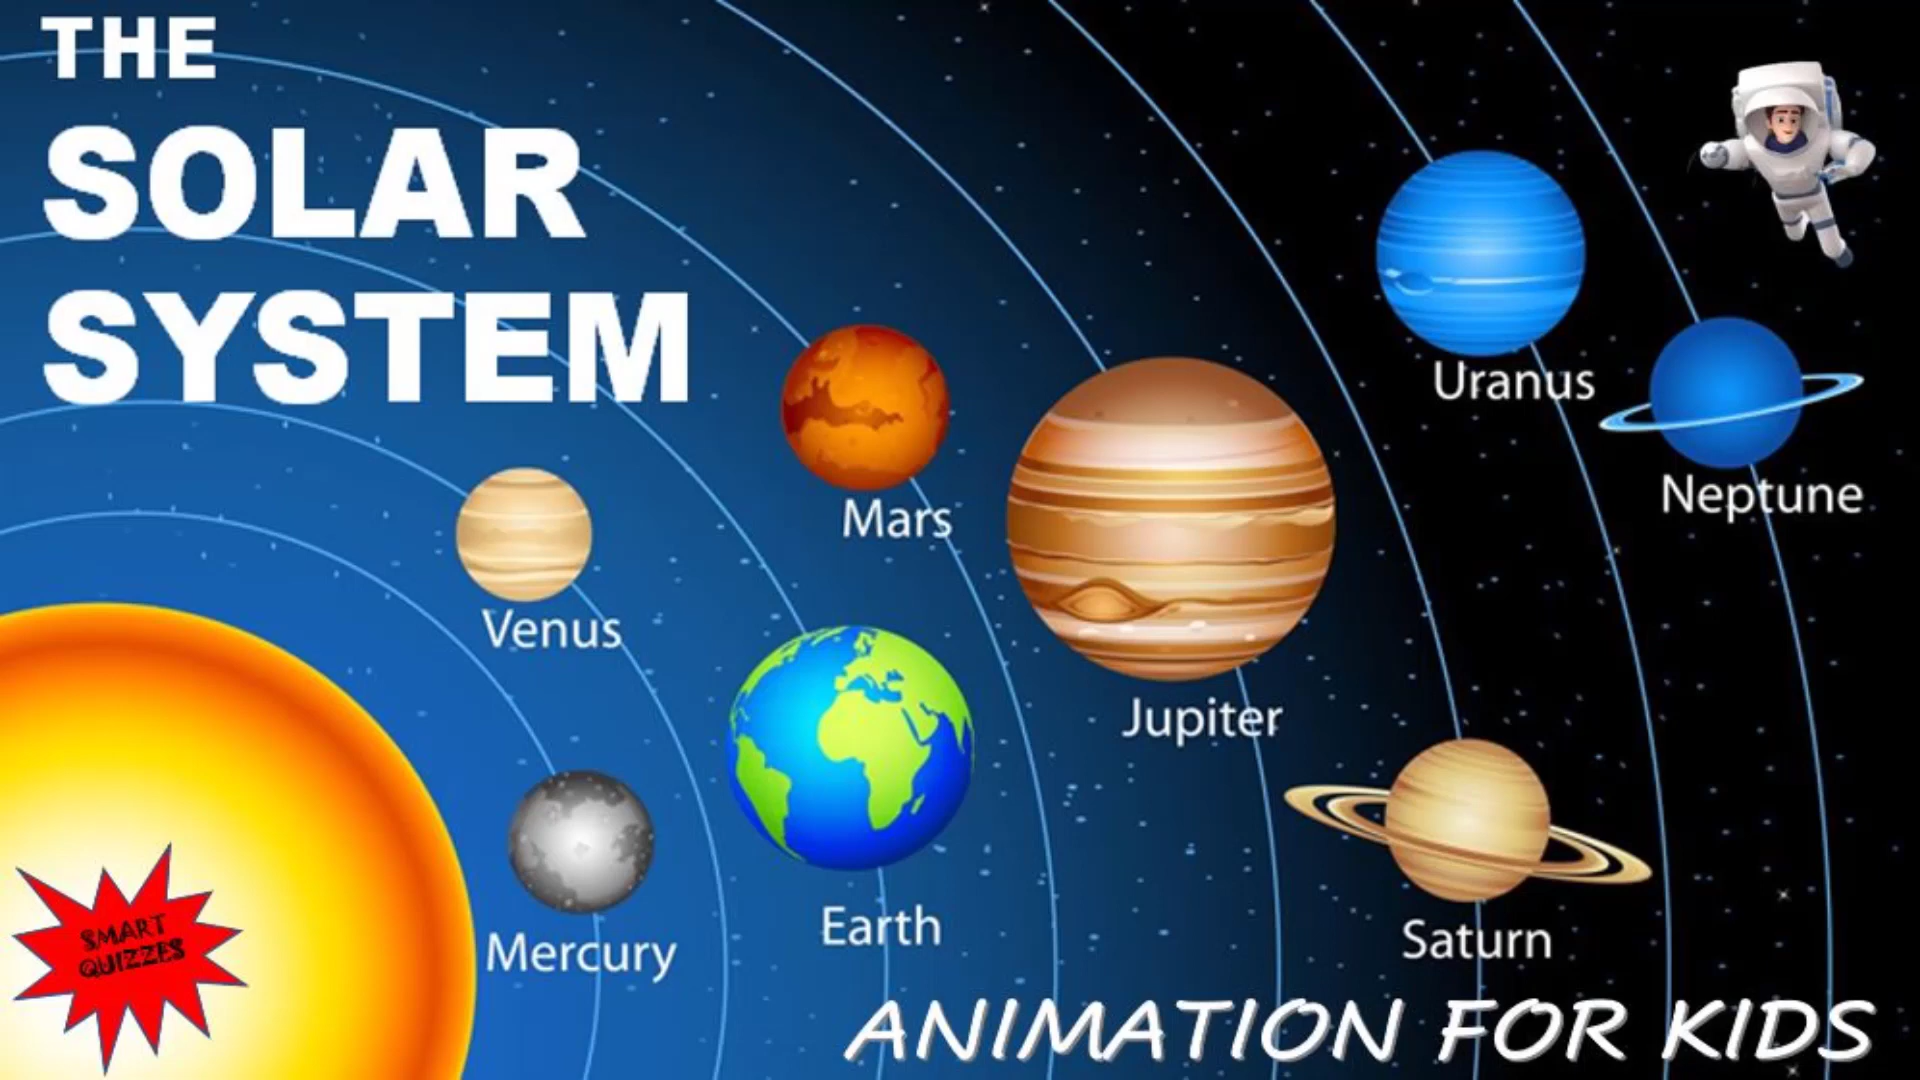 THE
SOLAR
SYSTEM
Uranus
Neptune
Mars
Venus
Jupiter
Earth
Saturn
Mercury
SMART
QUIZZES
ANIMATION FOR KIDS